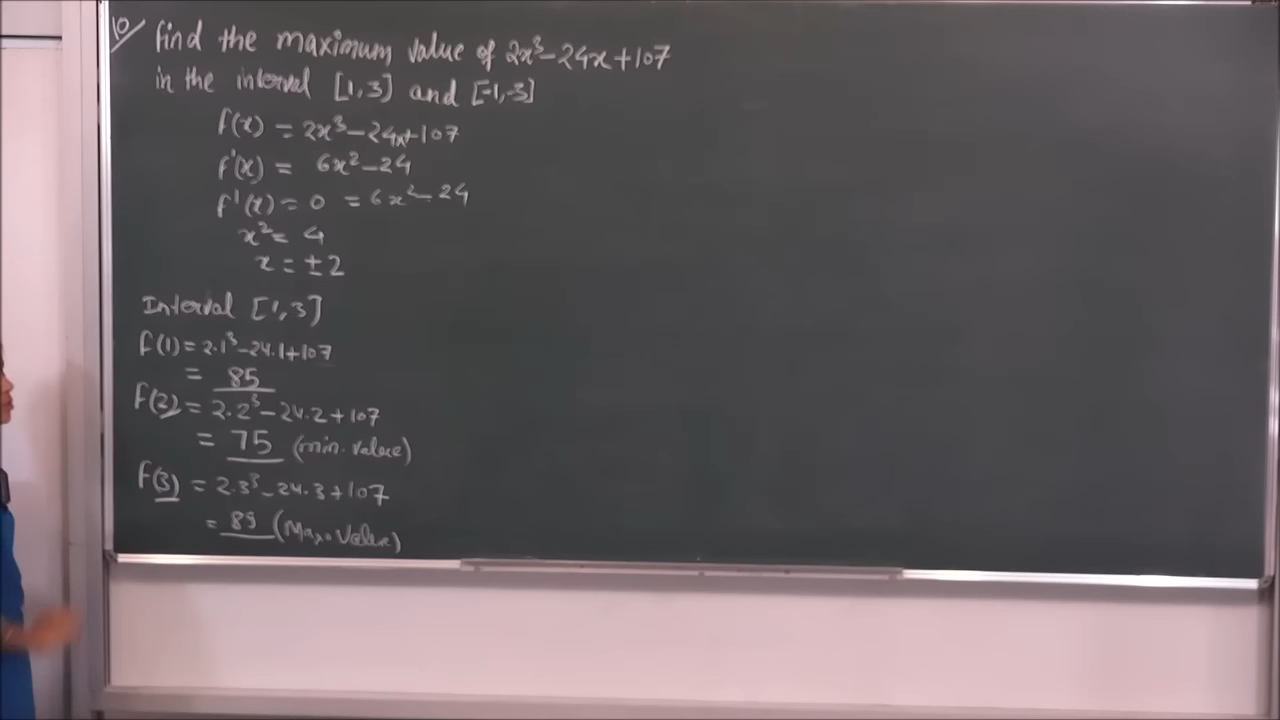 10 find the maximum value of 2x³-24x+107
in the interval [1,3] and [-1,-3]
f(x) = 2x³-24x+107
f'(x) = 6x²-24
f'(x) = 0 = 6x²-24
x² = 4
x = ±2
Interval [1,3]
f(1) = 2.1³-24.1+107
= 85
f(2) = 2.2³-24.2+107
= 75 (min. value)
f(3) = 2.3³-24.3+107
= 89 (Max. Value)